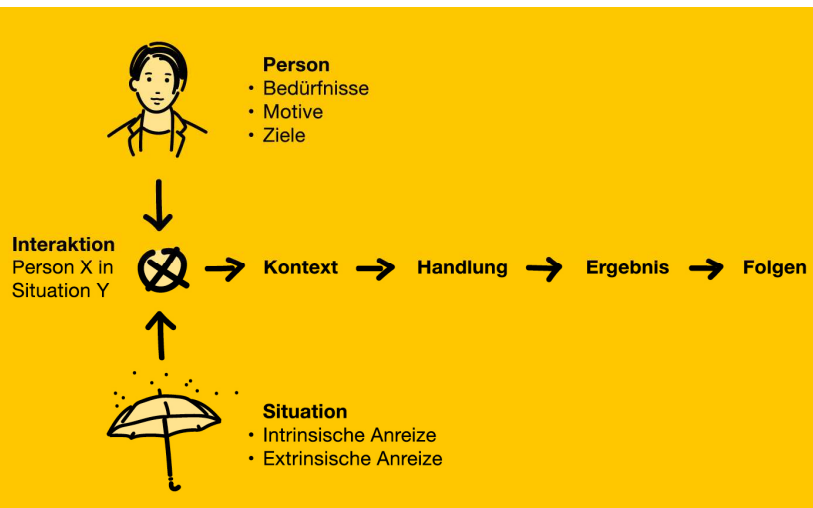 Person
• Bedürfnisse
• Motive
• Ziele
Interaktion
Person X in
Situation Y
Kontext
Handlung
Ergebnis
Folgen
Situation
• Intrinsische Anreize
• Extrinsische Anreize